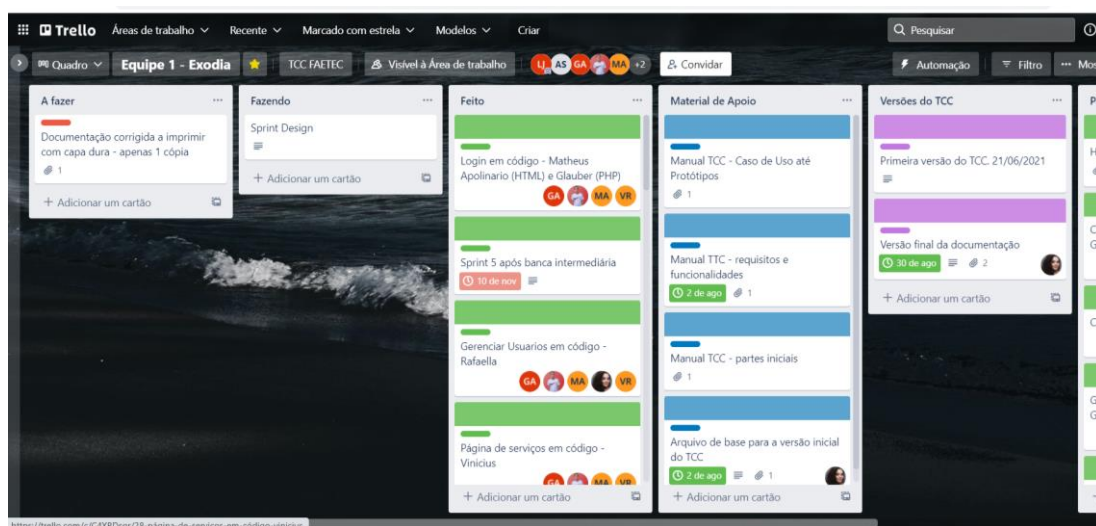 Trello Áreas de trabalho Recente Marcado com estrela Modelos Criar Pesquisar
Quadro Equipe 1 - Exodia TCC FAETEC Visível à Área de trabalho LJ AS GA MA +2 Convidar Automação Filtro Mos
A fazer
Documentação corrigida a imprimir
com capa dura - apenas 1 cópia
1
+ Adicionar um cartão
Fazendo
Sprint Design
+ Adicionar um cartão
Feito
Login em código - Matheus
Apolinario (HTML) e Glauber (PHP)
GA MA VR
Sprint 5 após banca intermediária
10 de nov
Gerenciar Usuarios em código -
Rafaella
GA MA VR
Página de serviços em código -
Vinicius
GA MA VR
+ Adicionar um cartão
Material de Apoio
Manual TCC - Caso de Uso até
Protótipos
1
Manual TTC - requisitos e
funcionalidades
2 de ago 1
Manual TCC - partes iniciais
1
Arquivo de base para a versão inicial
do TCC
2 de ago 1
+ Adicionar um cartão
Versões do TCC
Primeira versão do TCC. 21/06/2021
Versão final da documentação
30 de ago 2
+ Adicionar um cartão
P
H
C
G
C
G
G